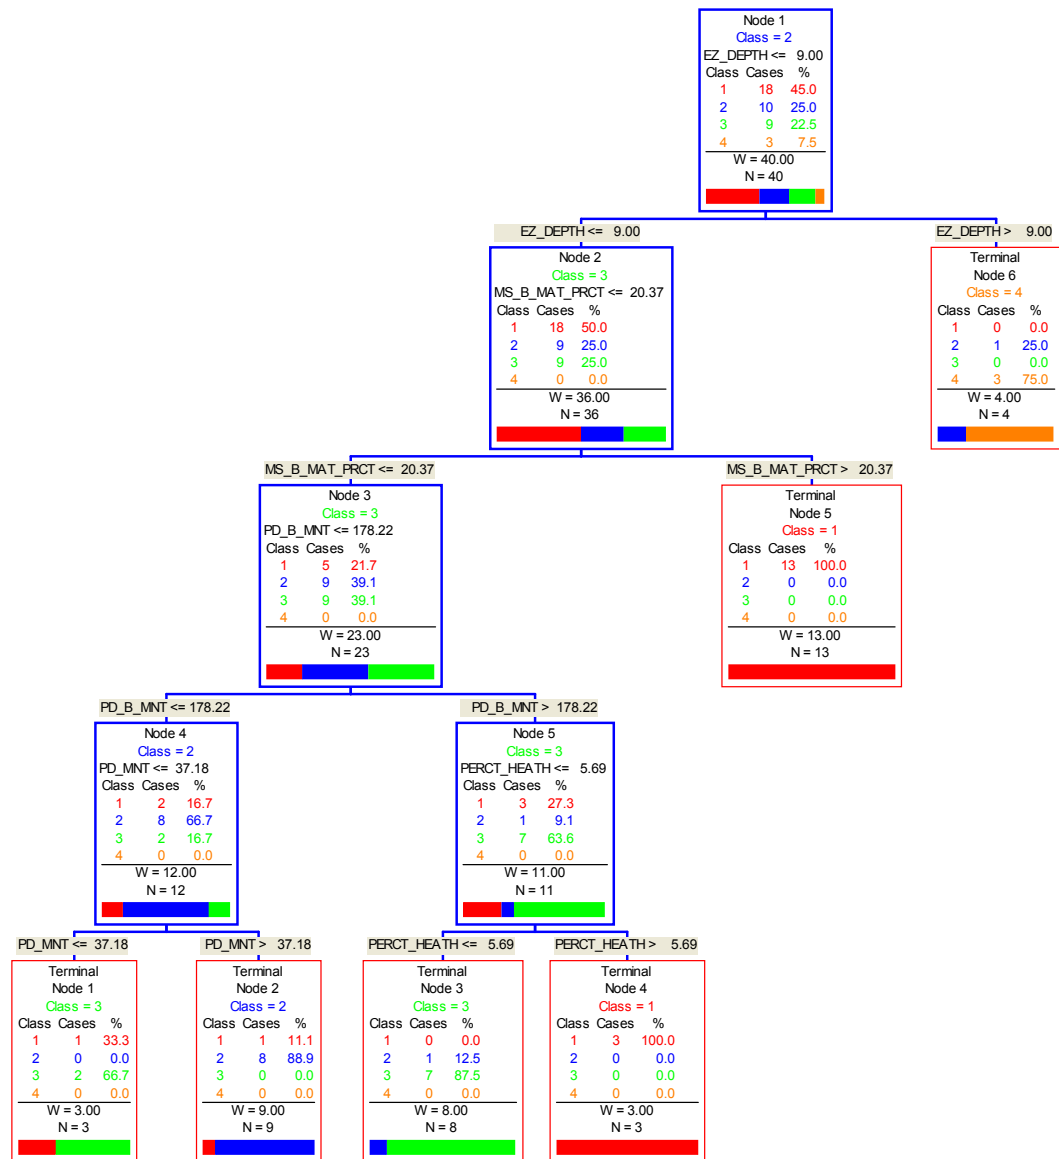 Node 1
Class = 2
EZ_DEPTH <= 9.00
Class Cases %
1 18 45.0
2 10 25.0
3 9 22.5
4 3 7.5
W = 40.00
N = 40
EZ_DEPTH <= 9.00
EZ_DEPTH > 9.00
Node 2
Class = 3
MS_B_MAT_PRCT <= 20.37
Class Cases %
1 18 50.0
2 9 25.0
3 9 25.0
4 0 0.0
W = 36.00
N = 36
Terminal
Node 6
Class = 4
Class Cases %
1 0 0.0
2 1 25.0
3 0 0.0
4 3 75.0
W = 4.00
N = 4
MS_B_MAT_PRCT <= 20.37
MS_B_MAT_PRCT > 20.37
Node 3
Class = 3
PD_B_MNT <= 178.22
Class Cases %
1 5 21.7
2 9 39.1
3 9 39.1
4 0 0.0
W = 23.00
N = 23
Terminal
Node 5
Class = 1
Class Cases %
1 13 100.0
2 0 0.0
3 0 0.0
4 0 0.0
W = 13.00
N = 13
PD_B_MNT <= 178.22
PD_B_MNT > 178.22
Node 4
Class = 2
PD_MNT <= 37.18
Class Cases %
1 2 16.7
2 8 66.7
3 2 16.7
4 0 0.0
W = 12.00
N = 12
Node 5
Class = 3
PERCT_HEATH <= 5.69
Class Cases %
1 3 27.3
2 1 9.1
3 7 63.6
4 0 0.0
W = 11.00
N = 11
PD_MNT <= 37.18
PD_MNT > 37.18
PERCT_HEATH <= 5.69
PERCT_HEATH > 5.69
Terminal
Node 1
Class = 3
Class Cases %
1 1 33.3
2 0 0.0
3 2 66.7
4 0 0.0
W = 3.00
N = 3
Terminal
Node 2
Class = 2
Class Cases %
1 1 11.1
2 8 88.9
3 0 0.0
4 0 0.0
W = 9.00
N = 9
Terminal
Node 3
Class = 3
Class Cases %
1 0 0.0
2 1 12.5
3 7 87.5
4 0 0.0
W = 8.00
N = 8
Terminal
Node 4
Class = 1
Class Cases %
1 3 100.0
2 0 0.0
3 0 0.0
4 0 0.0
W = 3.00
N = 3